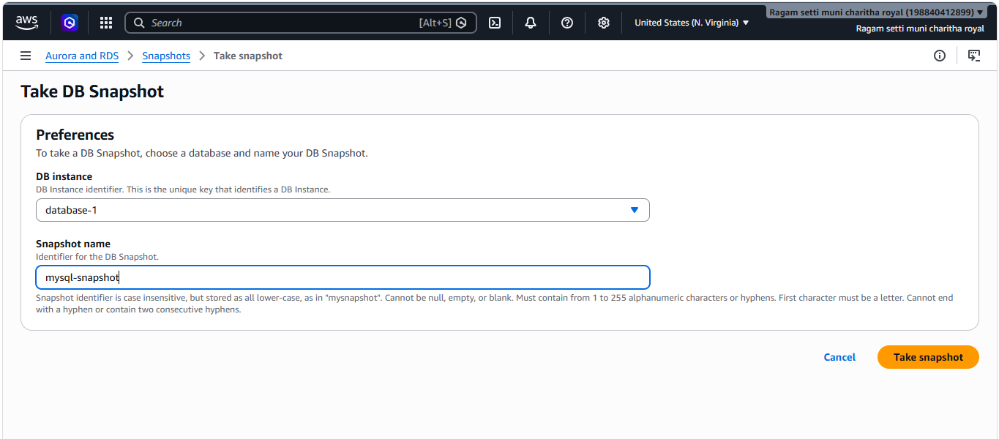 aws
Search [Alt+S]
United States (N. Virginia)
Ragam setti muni charitha royal (198840412899)
Ragam setti muni charitha royal
Aurora and RDS > Snapshots > Take snapshot
Take DB Snapshot
Preferences
To take a DB Snapshot, choose a database and name your DB Snapshot.
DB instance
DB Instance identifier. This is the unique key that identifies a DB Instance.
database-1
Snapshot name
Identifier for the DB Snapshot.
mysql-snapshot
Snapshot identifier is case insensitive, but stored as all lower-case, as in "mysnapshot". Cannot be null, empty, or blank. Must contain from 1 to 255 alphanumeric characters or hyphens. First character must be a letter. Cannot end
with a hyphen or contain two consecutive hyphens.
Cancel
Take snapshot